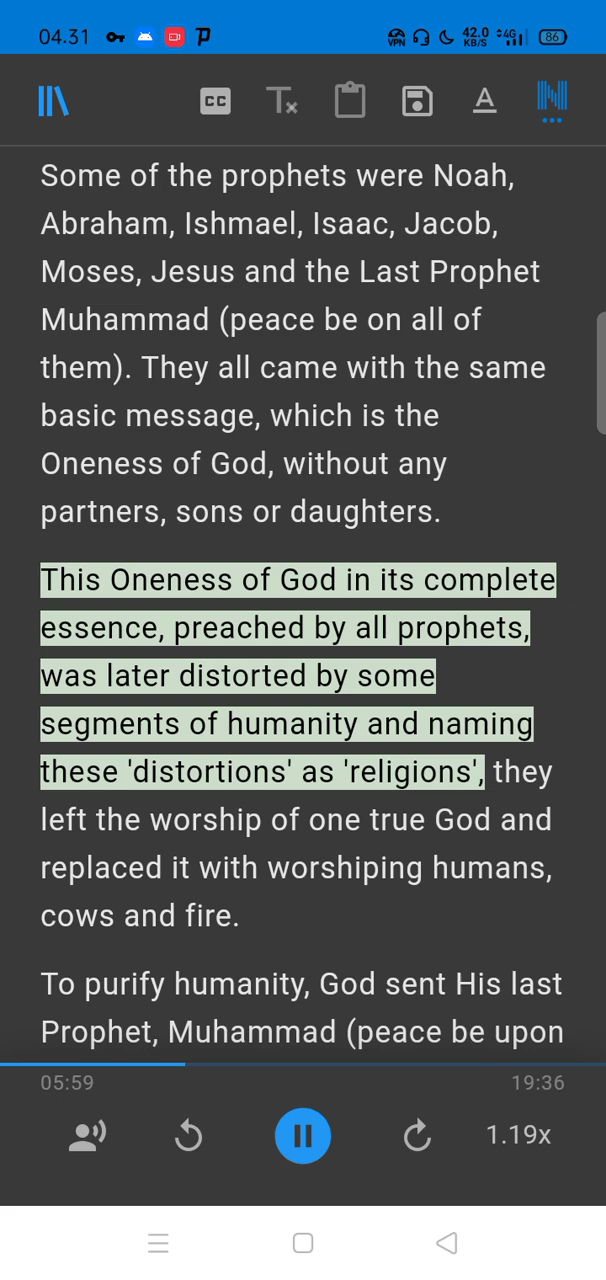 04.31
VPN
42.0
KB/S
4G
86
CC
Some of the prophets were Noah,
Abraham, Ishmael, Isaac, Jacob,
Moses, Jesus and the Last Prophet
Muhammad (peace be on all of
them). They all came with the same
basic message, which is the
Oneness of God, without any
partners, sons or daughters.
This Oneness of God in its complete
essence, preached by all prophets,
was later distorted by some
segments of humanity and naming
these 'distortions' as 'religions', they
left the worship of one true God and
replaced it with worshiping humans,
cows and fire.
To purify humanity, God sent His last
Prophet, Muhammad (peace be upon
05:59 19:36
1.19x